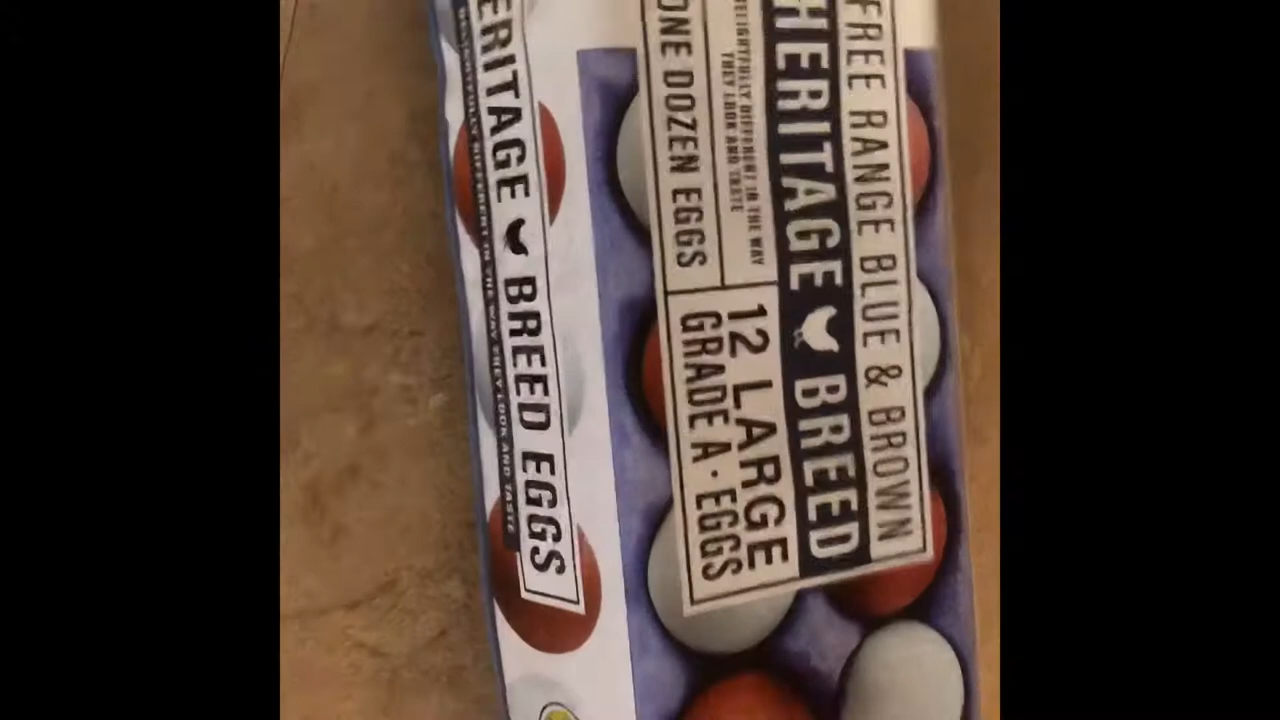 FREE RANGE BLUE & BROWN
HERITAGE BREED
DELIGHTFULLY DIFFERENT IN THE WAY
THEY LOOK AND TASTE
ONE DOZEN EGGS
12 LARGE
GRADE A · EGGS
ERITAGE BREED EGGS
DELIGHTFULLY DIFFERENT IN THE WAY THEY LOOK AND TASTE